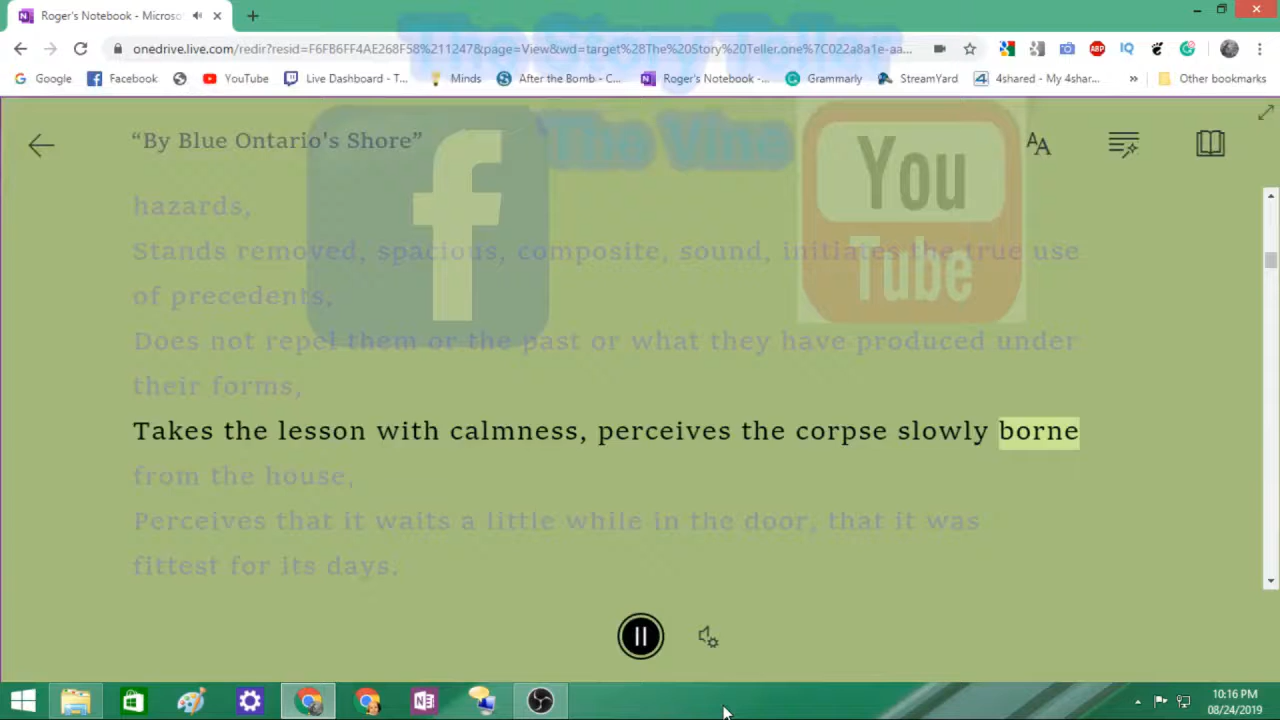 Roger's Notebook - Microso
onedrive.live.com/redir?resid=F6FB6FF4AE268F58%211247&page=View&wd=target%28The%20Story%20Teller.one%7C022a8a1e-aa...
Google
Facebook
YouTube
Live Dashboard - T...
Minds
After the Bomb - C...
Roger's Notebook -...
Grammarly
StreamYard
4shared - My 4shar...
»
Other bookmarks
The Story Teller
The Vine
“By Blue Ontario's Shore”
You
Tube
hazards,
Stands removed, spacious, composite, sound, initiates the true use
of precedents,
Does not repel them or the past or what they have produced under
their forms,
Takes the lesson with calmness, perceives the corpse slowly borne
from the house,
Perceives that it waits a little while in the door, that it was
fittest for its days.
10:16 PM
08/24/2019